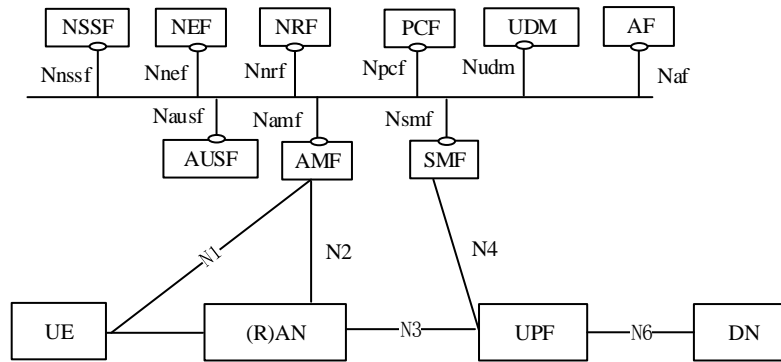 NSSF NEF NRF PCF UDM AF
Nnssf Nnef Nnrf Npcf Nudm Naf
Nausf Namf Nsmf
AUSF AMF SMF
N1 N2 N4
UE (R)AN N3 UPF N6 DN